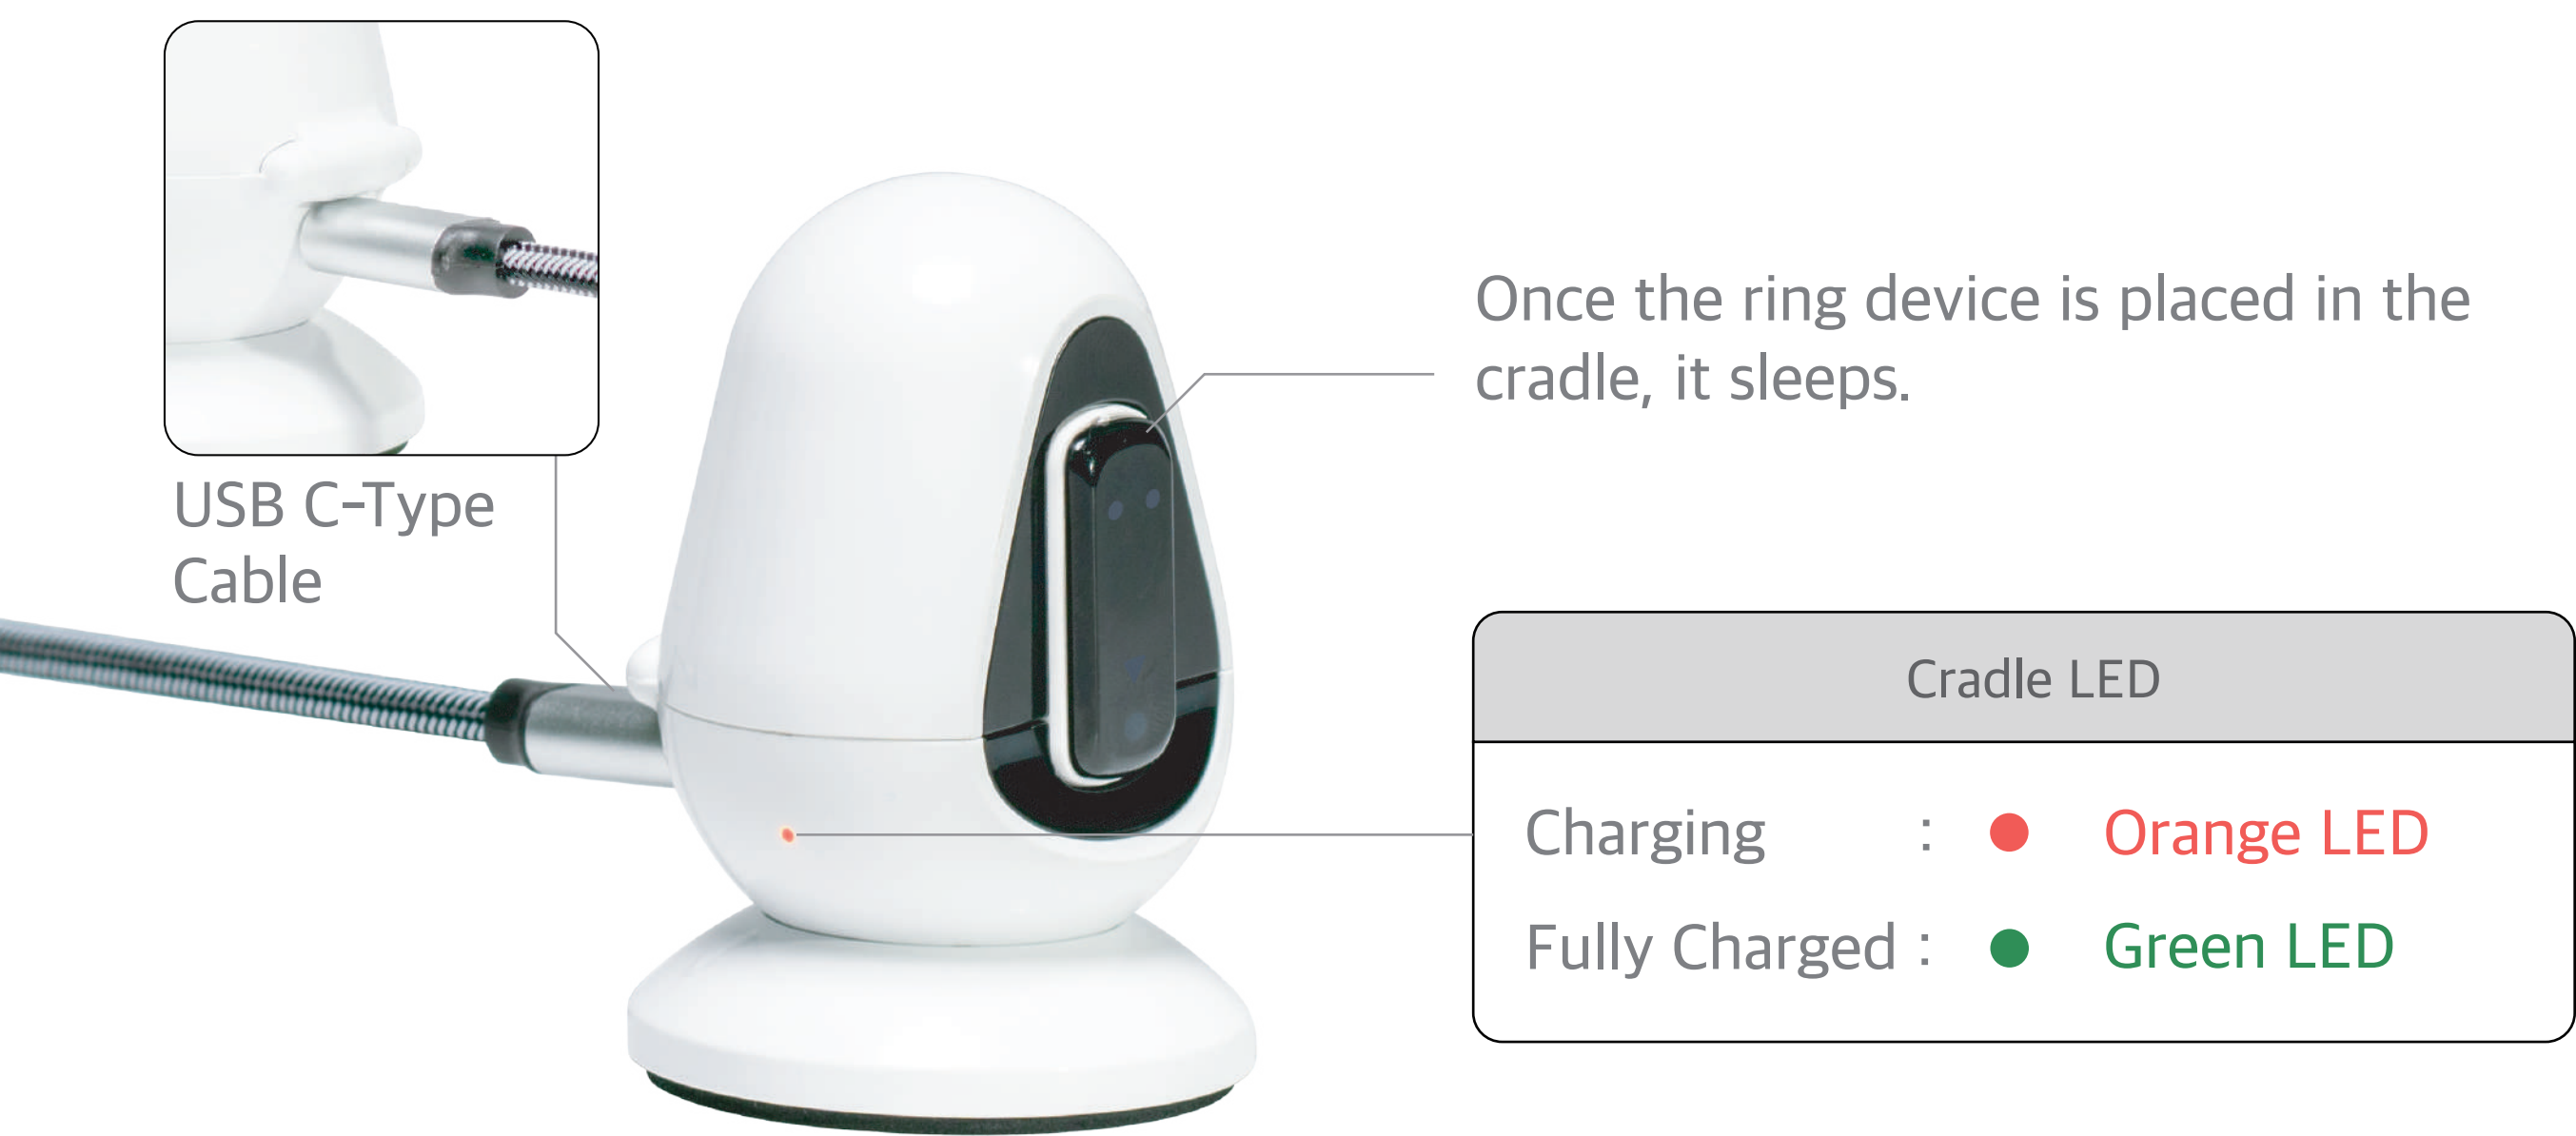 USB C-Type
Cable
Once the ring device is placed in the
cradle, it sleeps.
Cradle LED
Charging : ● Orange LED
Fully Charged : ● Green LED